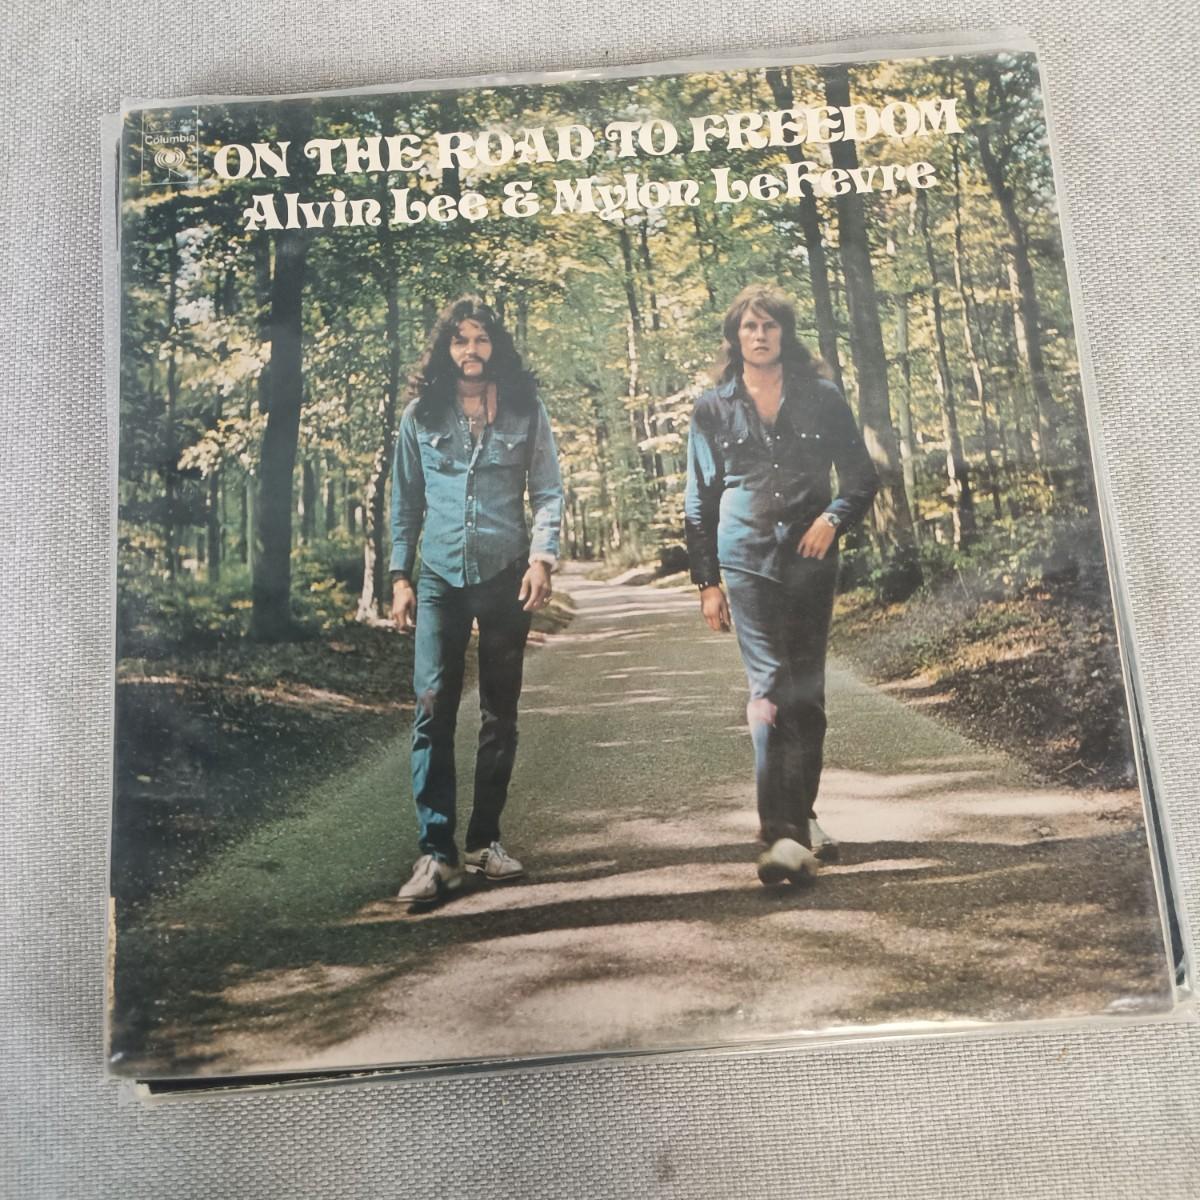 Columbia
ON THE ROAD TO FREEDOM
Alvin Lee & Mylon LeFevre